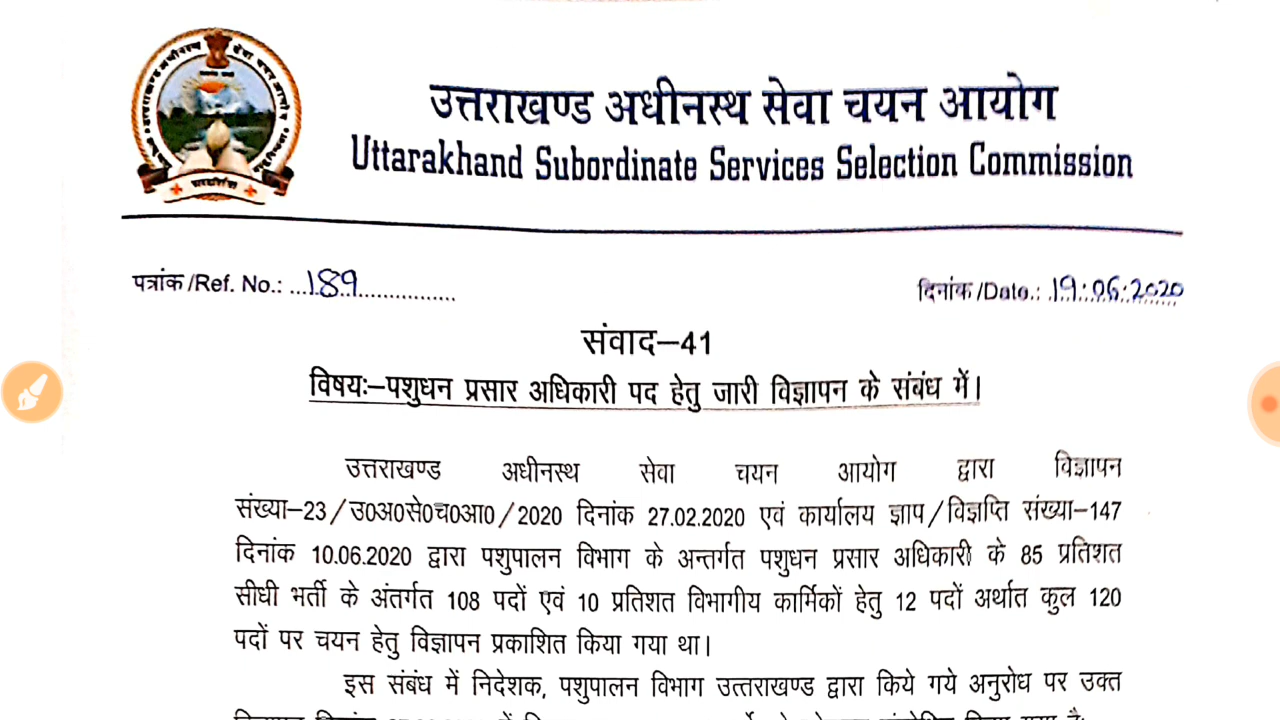 उत्तराखण्ड अधीनस्थ सेवा चयन आयोग
Uttarakhand Subordinate Services Selection Commission
पत्रांक /Ref. No.: ...189.................
दिनांक /Date.: .19.06.2020
संवाद–41
विषयः–पशुधन प्रसार अधिकारी पद हेतु जारी विज्ञापन के संबंध में।
उत्तराखण्ड अधीनस्थ सेवा चयन आयोग द्वारा विज्ञापन
संख्या–23/उ0अ0से0च0आ0/2020 दिनांक 27.02.2020 एवं कार्यालय ज्ञाप/विज्ञप्ति संख्या–147
दिनांक 10.06.2020 द्वारा पशुपालन विभाग के अन्तर्गत पशुधन प्रसार अधिकारी के 85 प्रतिशत
सीधी भर्ती के अंतर्गत 108 पदों एवं 10 प्रतिशत विभागीय कार्मिकों हेतु 12 पदों अर्थात कुल 120
पदों पर चयन हेतु विज्ञापन प्रकाशित किया गया था।
इस संबंध में निदेशक, पशुपालन विभाग उत्तराखण्ड द्वारा किये गये अनुरोध पर उक्त